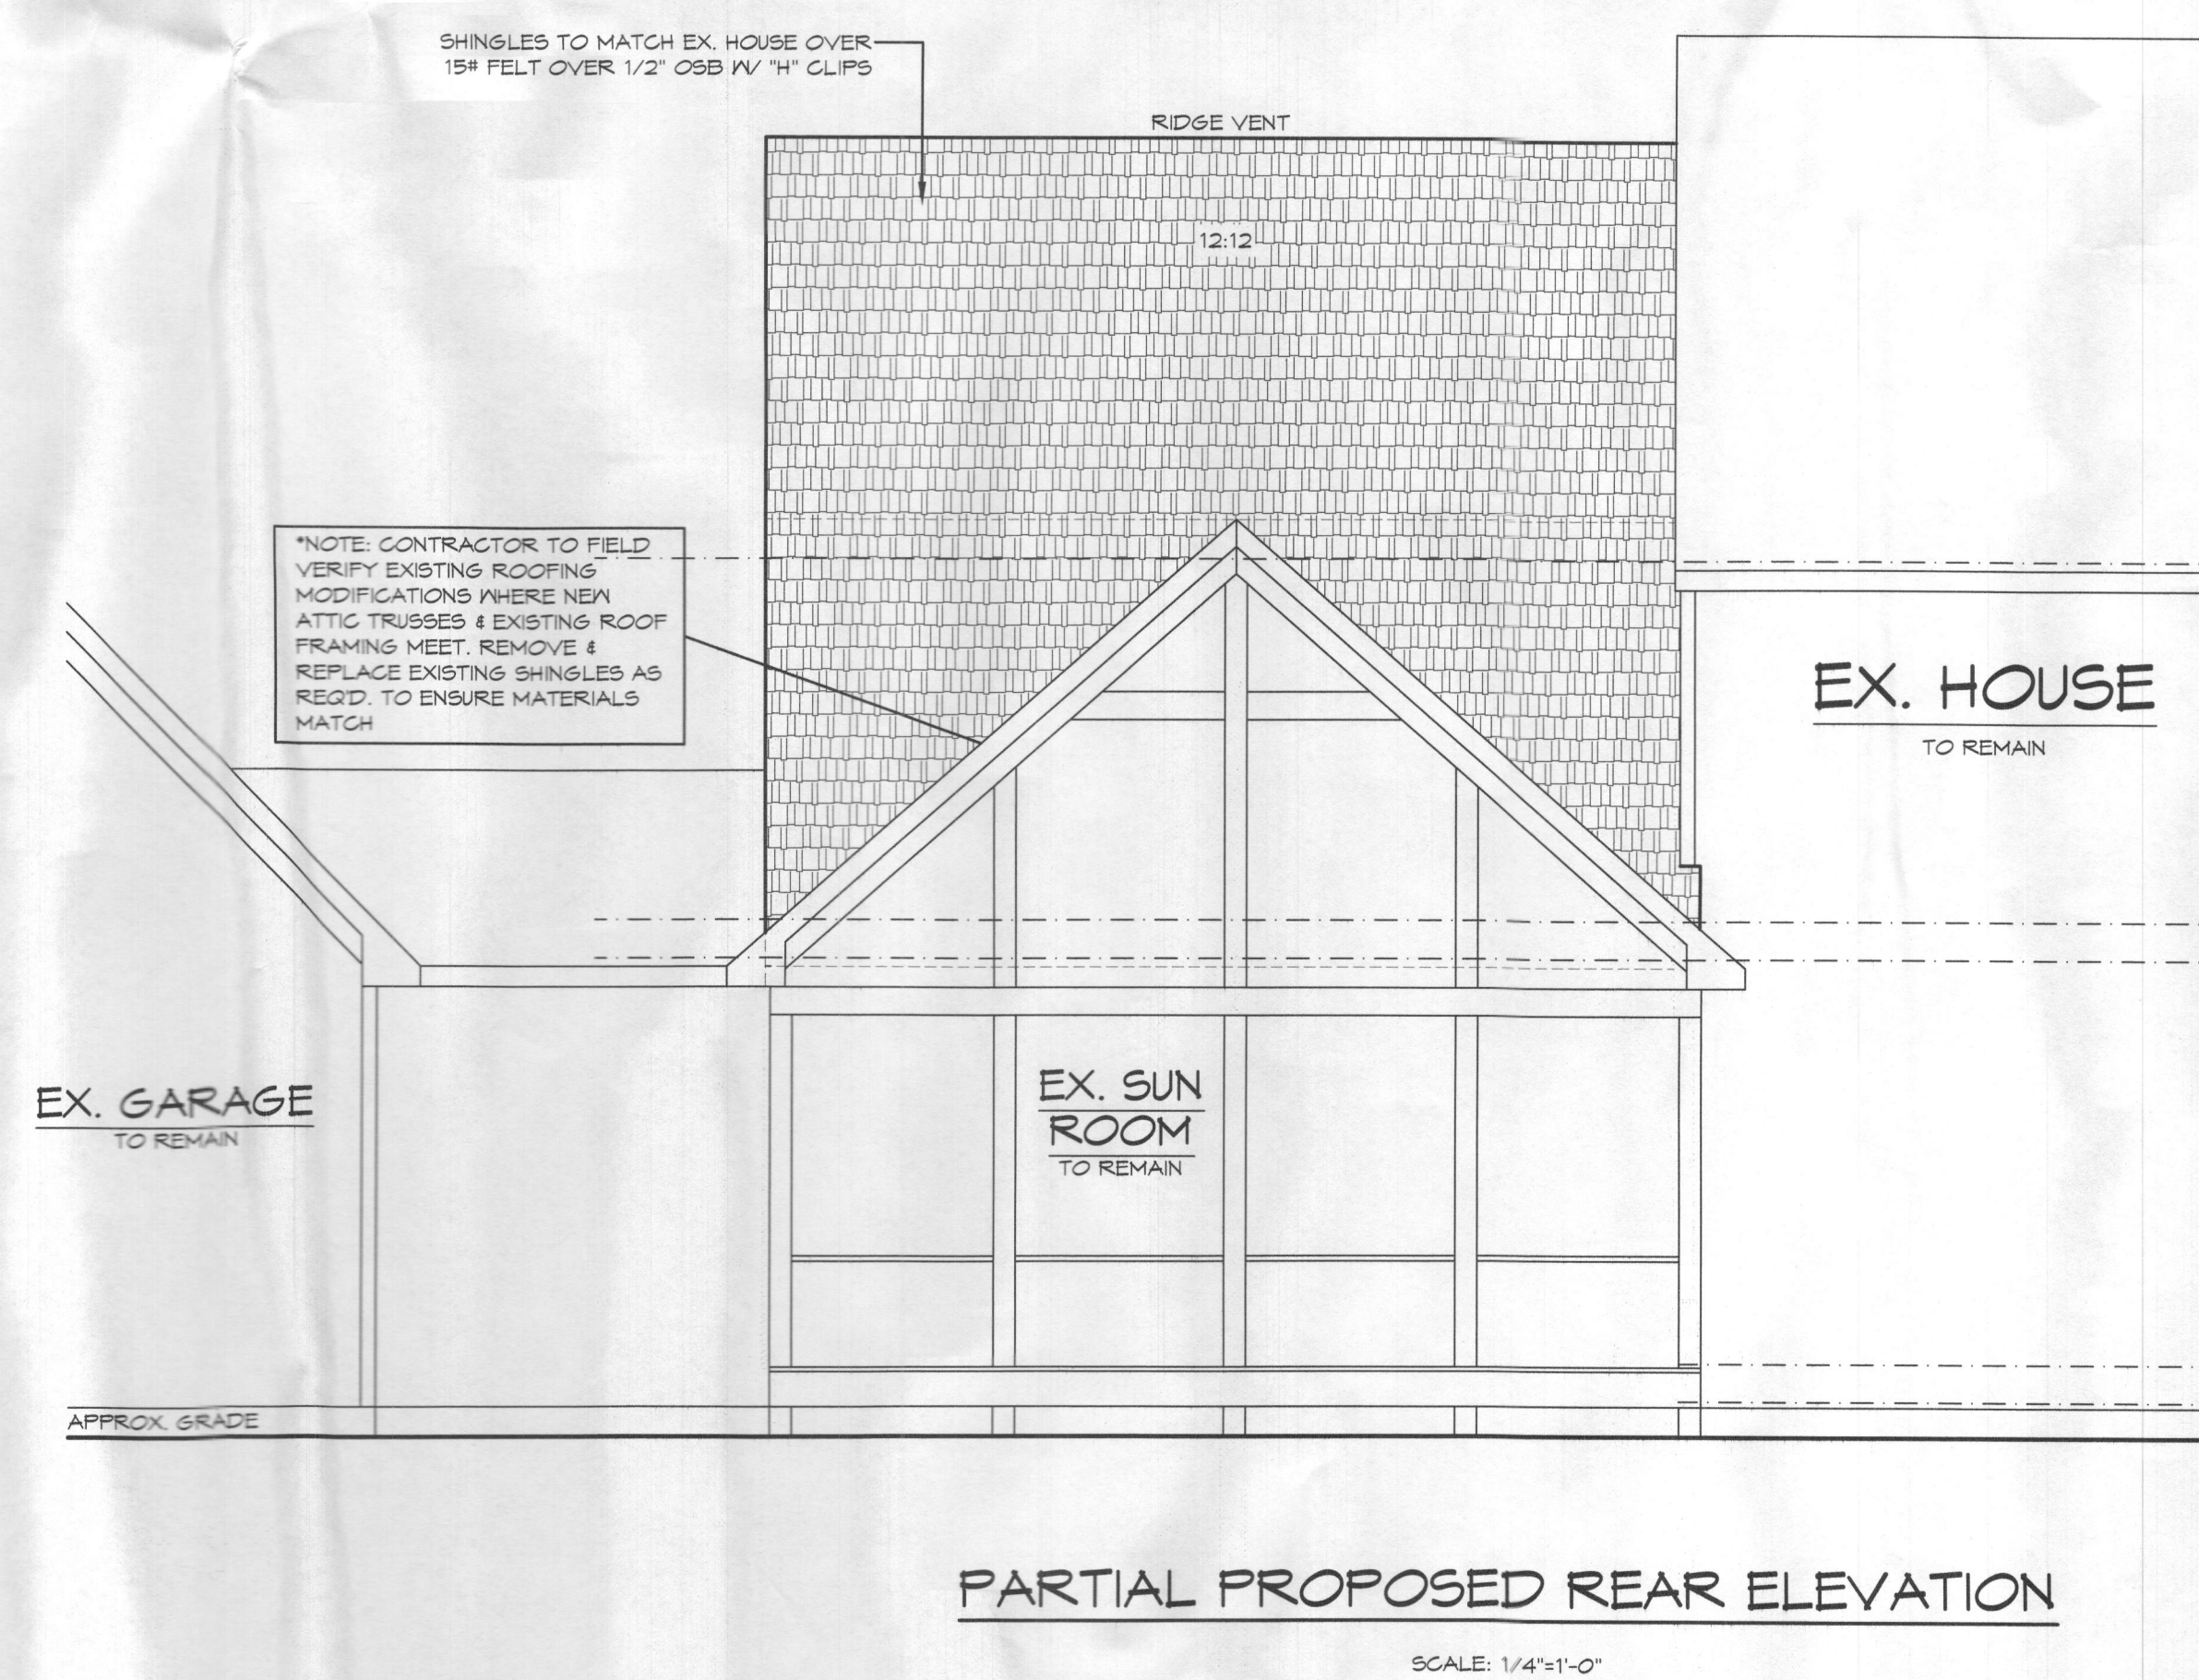 SHINGLES TO MATCH EX. HOUSE OVER
15# FELT OVER 1/2" OSB W/ "H" CLIPS
RIDGE VENT
12:12
*NOTE: CONTRACTOR TO FIELD
VERIFY EXISTING ROOFING
MODIFICATIONS WHERE NEW
ATTIC TRUSSES & EXISTING ROOF
FRAMING MEET. REMOVE &
REPLACE EXISTING SHINGLES AS
REQ'D. TO ENSURE MATERIALS
MATCH
EX. HOUSE
TO REMAIN
EX. GARAGE
TO REMAIN
EX. SUN
ROOM
TO REMAIN
APPROX. GRADE
PARTIAL PROPOSED REAR ELEVATION
SCALE: 1/4"=1'-0"